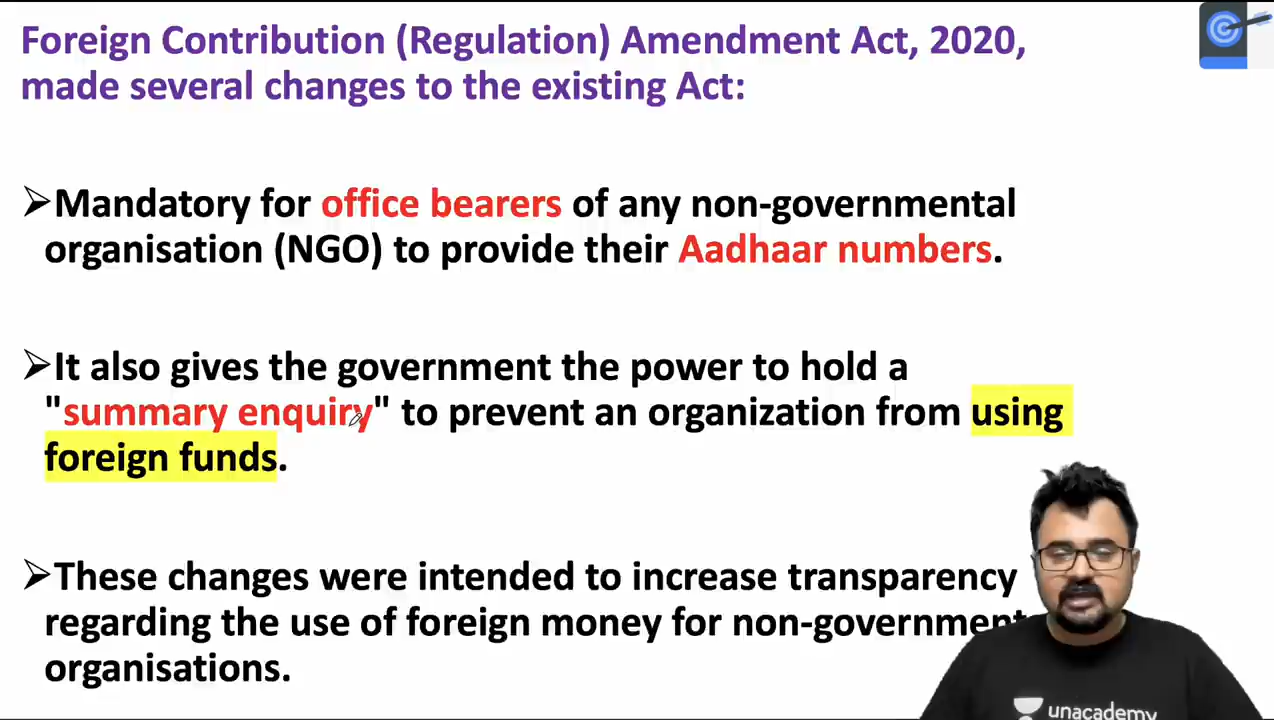 Foreign Contribution (Regulation) Amendment Act, 2020,
made several changes to the existing Act:
➢Mandatory for office bearers of any non-governmental
organisation (NGO) to provide their Aadhaar numbers.
➢It also gives the government the power to hold a
"summary enquiry" to prevent an organization from using
foreign funds.
➢These changes were intended to increase transparency
regarding the use of foreign money for non-government
organisations.
unacademy